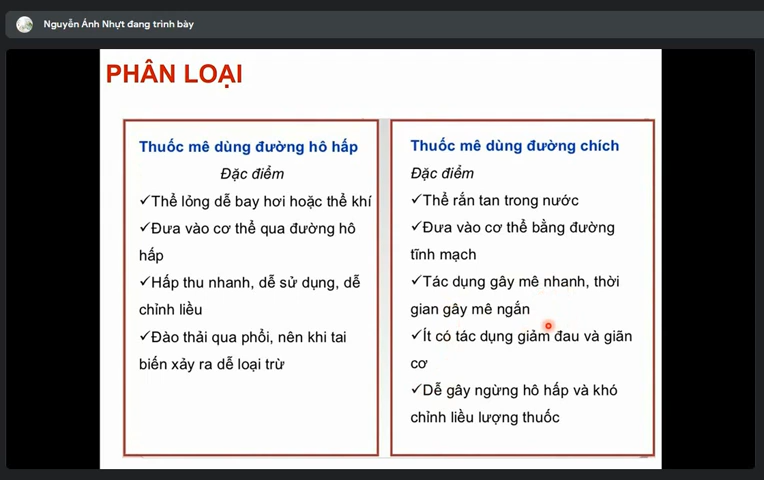 Nguyễn Ánh Nhựt đang trình bày
PHÂN LOẠI
Thuốc mê dùng đường hô hấp
Đặc điểm
✓Thể lỏng dễ bay hơi hoặc thể khí
✓Đưa vào cơ thể qua đường hô
hấp
✓Hấp thu nhanh, dễ sử dụng, dễ
chỉnh liều
✓Đào thải qua phổi, nên khi tai
biến xảy ra dễ loại trừ
Thuốc mê dùng đường chích
Đặc điểm
✓Thể rắn tan trong nước
✓Đưa vào cơ thể bằng đường
tĩnh mạch
✓Tác dụng gây mê nhanh, thời
gian gây mê ngắn
✓Ít có tác dụng giảm đau và giãn
cơ
✓Dễ gây ngừng hô hấp và khó
chỉnh liều lượng thuốc